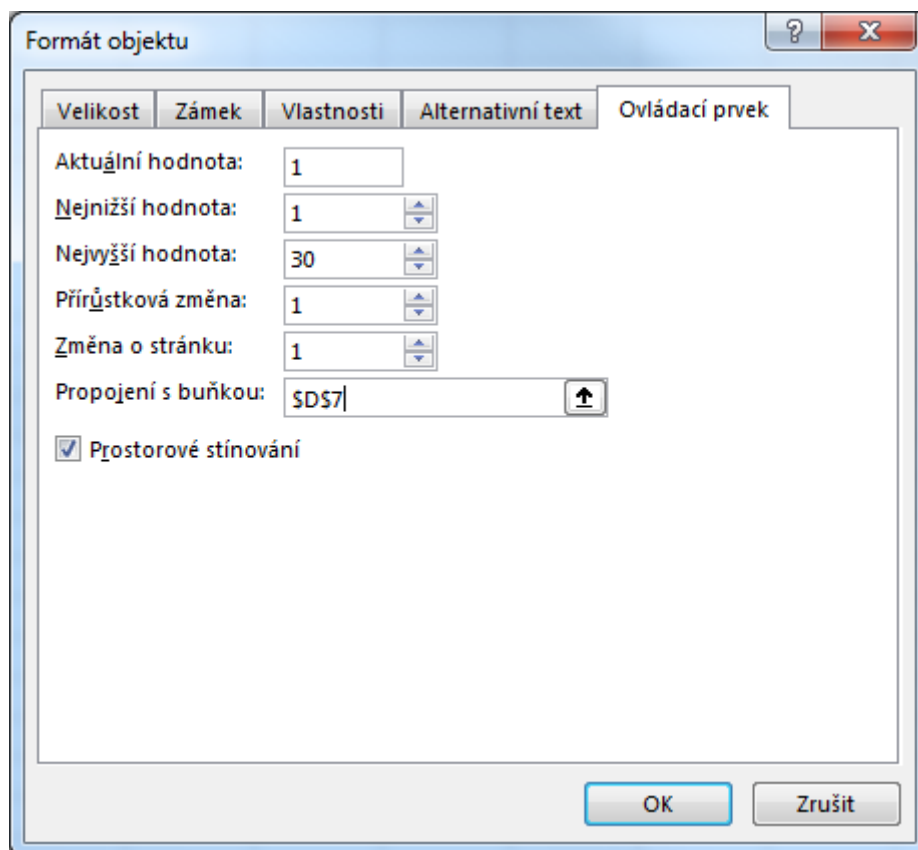 Formát objektu
Velikost Zámek Vlastnosti Alternativní text Ovládací prvek
Aktuální hodnota: 1
Nejnižší hodnota: 1
Nejvyšší hodnota: 30
Přírůstková změna: 1
Změna o stránku: 1
Propojení s buňkou: $D$7
Prostorové stínování
OK Zrušit